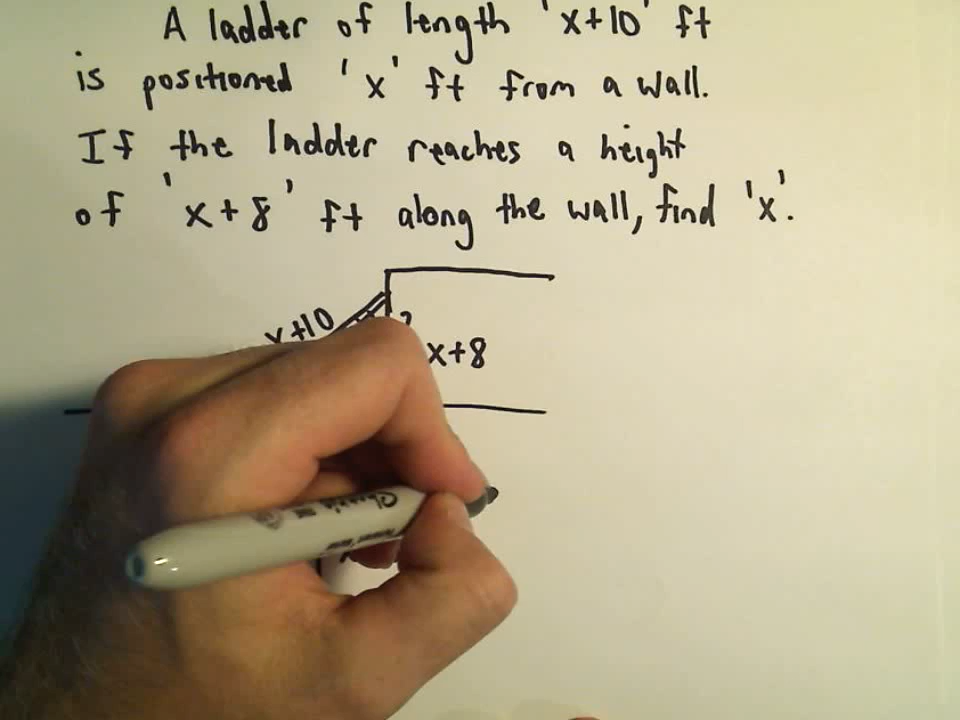 A ladder of length 'x+10' ft
is positioned 'x' ft from a wall.
If the ladder reaches a height
of 'x+8' ft along the wall, find 'x'.
x+10
x+8
Sharpie